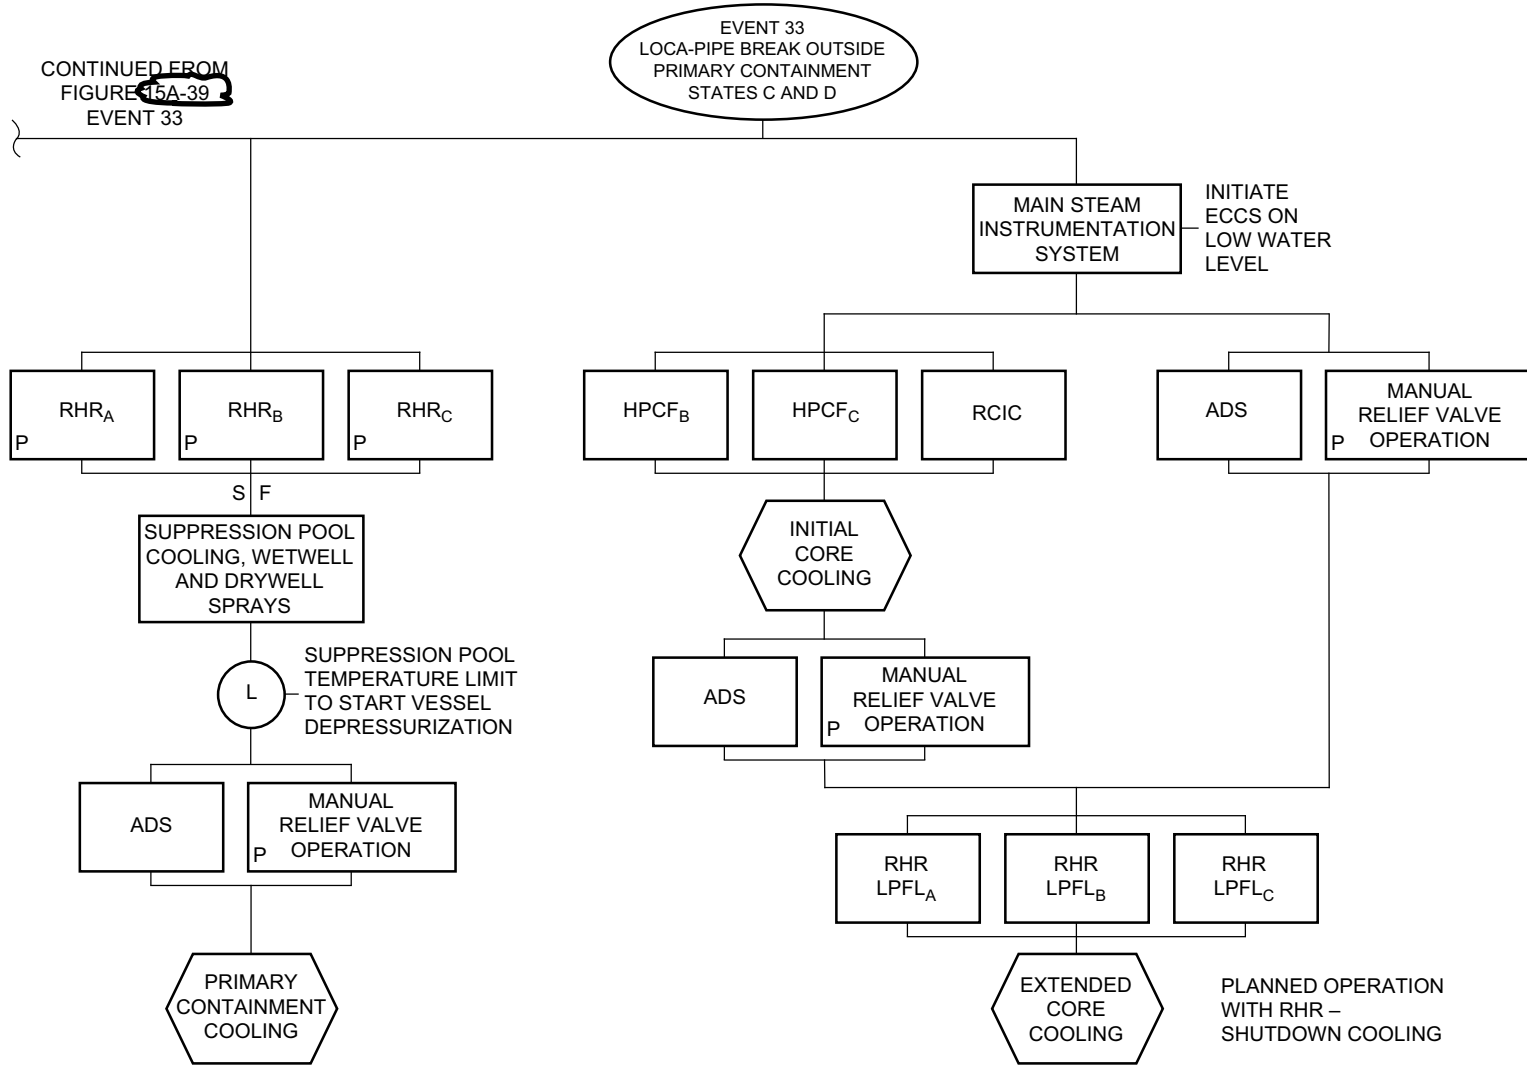 EVENT 33
LOCA-PIPE BREAK OUTSIDE
PRIMARY CONTAINMENT
STATES C AND D
CONTINUED FROM
FIGURE 15A-39
EVENT 33
MAIN STEAM
INSTRUMENTATION
SYSTEM
INITIATE
ECCS ON
LOW WATER
LEVEL
RHRA
P
RHRB
P
RHRC
P
HPCFB
HPCFC
RCIC
ADS
MANUAL
RELIEF VALVE
P OPERATION
S F
SUPPRESSION POOL
COOLING, WETWELL
AND DRYWELL
SPRAYS
INITIAL
CORE
COOLING
L
SUPPRESSION POOL
TEMPERATURE LIMIT
TO START VESSEL
DEPRESSURIZATION
ADS
MANUAL
RELIEF VALVE
P OPERATION
ADS
MANUAL
RELIEF VALVE
P OPERATION
RHR
LPFLA
RHR
LPFLB
RHR
LPFLC
PRIMARY
CONTAINMENT
COOLING
EXTENDED
CORE
COOLING
PLANNED OPERATION
WITH RHR –
SHUTDOWN COOLING